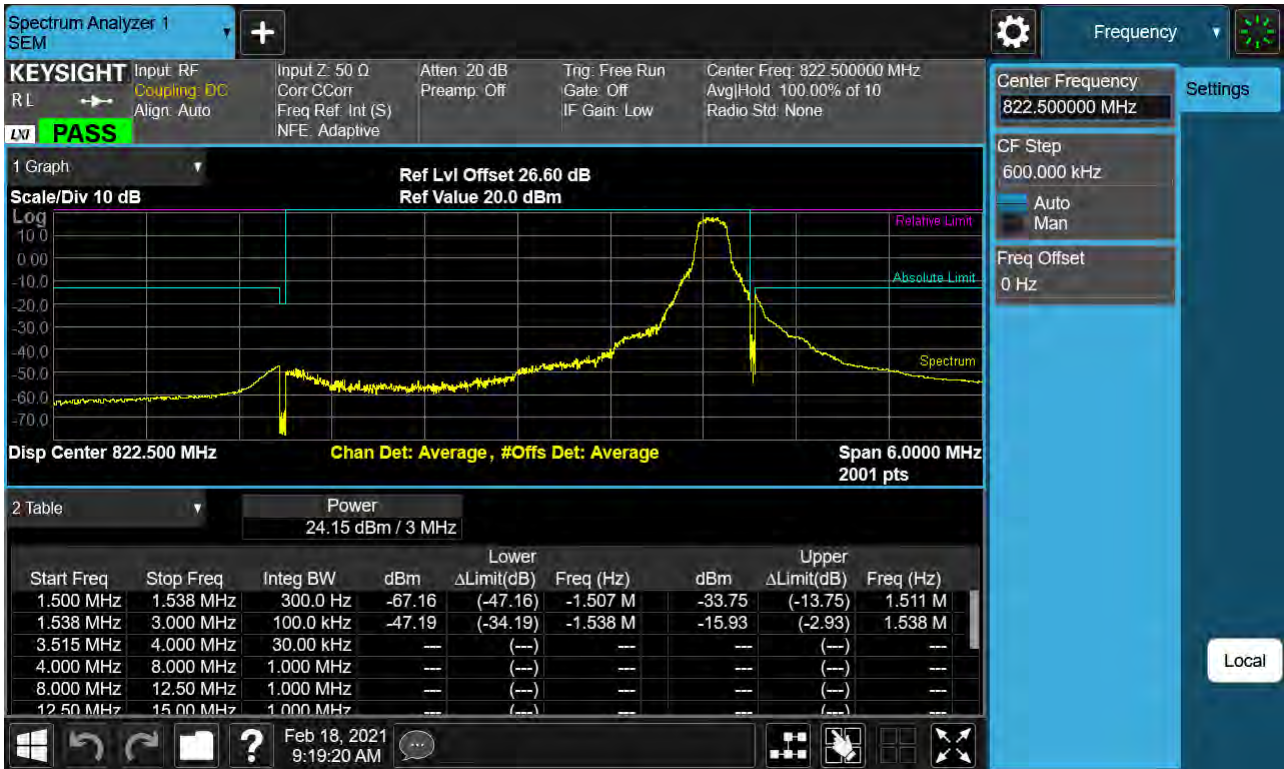 Spectrum Analyzer 1
SEM
Frequency
KEYSIGHT
R L
LXI PASS
Input: RF
Coupling: DC
Align: Auto
Input Z: 50 Ω
Corr CCorr
Freq Ref: Int (S)
NFE: Adaptive
Atten: 20 dB
Preamp: Off
Trig: Free Run
Gate: Off
IF Gain: Low
Center Freq: 822.500000 MHz
Avg|Hold: 100.00% of 10
Radio Std: None
Center Frequency
822.500000 MHz
Settings
CF Step
600.000 kHz
Auto
Man
Freq Offset
0 Hz
Local
1 Graph
Scale/Div 10 dB
Ref Lvl Offset 26.60 dB
Ref Value 20.0 dBm
Log
10.0
0.00
-10.0
-20.0
-30.0
-40.0
-50.0
-60.0
-70.0
Relative Limit
Absolute Limit
Spectrum
Disp Center 822.500 MHz
Chan Det: Average, #Offs Det: Average
Span 6.0000 MHz
2001 pts
2 Table
Power
24.15 dBm / 3 MHz
Lower Upper
Start Freq Stop Freq Integ BW dBm ΔLimit(dB) Freq (Hz) dBm ΔLimit(dB) Freq (Hz)
1.500 MHz 1.538 MHz 300.0 Hz -67.16 (-47.16) -1.507 M -33.75 (-13.75) 1.511 M
1.538 MHz 3.000 MHz 100.0 kHz -47.19 (-34.19) -1.538 M -15.93 (-2.93) 1.538 M
3.515 MHz 4.000 MHz 30.00 kHz --- (---) --- --- (---) ---
4.000 MHz 8.000 MHz 1.000 MHz --- (---) --- --- (---) ---
8.000 MHz 12.50 MHz 1.000 MHz --- (---) --- --- (---) ---
12.50 MHz 15.00 MHz 1.000 MHz --- (---) --- --- (---) ---
?
Feb 18, 2021
9:19:20 AM